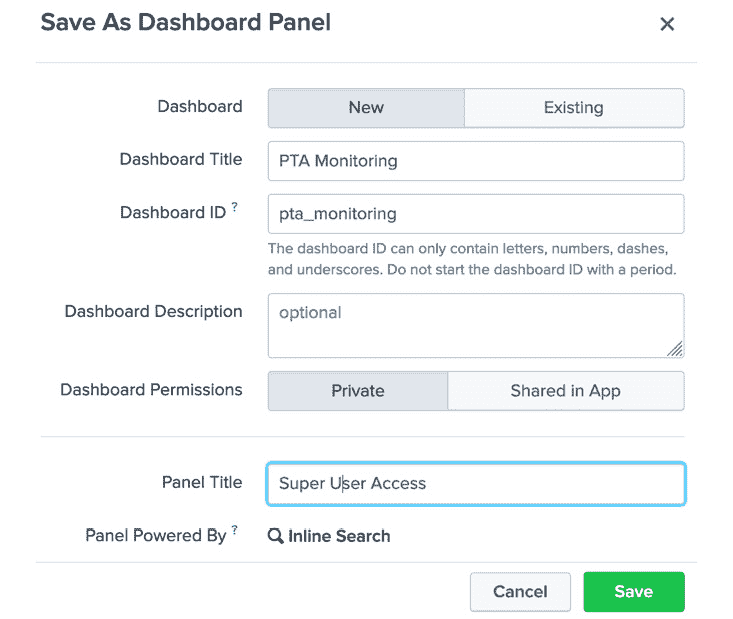 Save As Dashboard Panel
Dashboard New Existing
Dashboard Title PTA Monitoring
Dashboard ID ? pta_monitoring
The dashboard ID can only contain letters, numbers, dashes,
and underscores. Do not start the dashboard ID with a period.
Dashboard Description optional
Dashboard Permissions Private Shared in App
Panel Title Super User Access
Panel Powered By ? Inline Search
Cancel Save